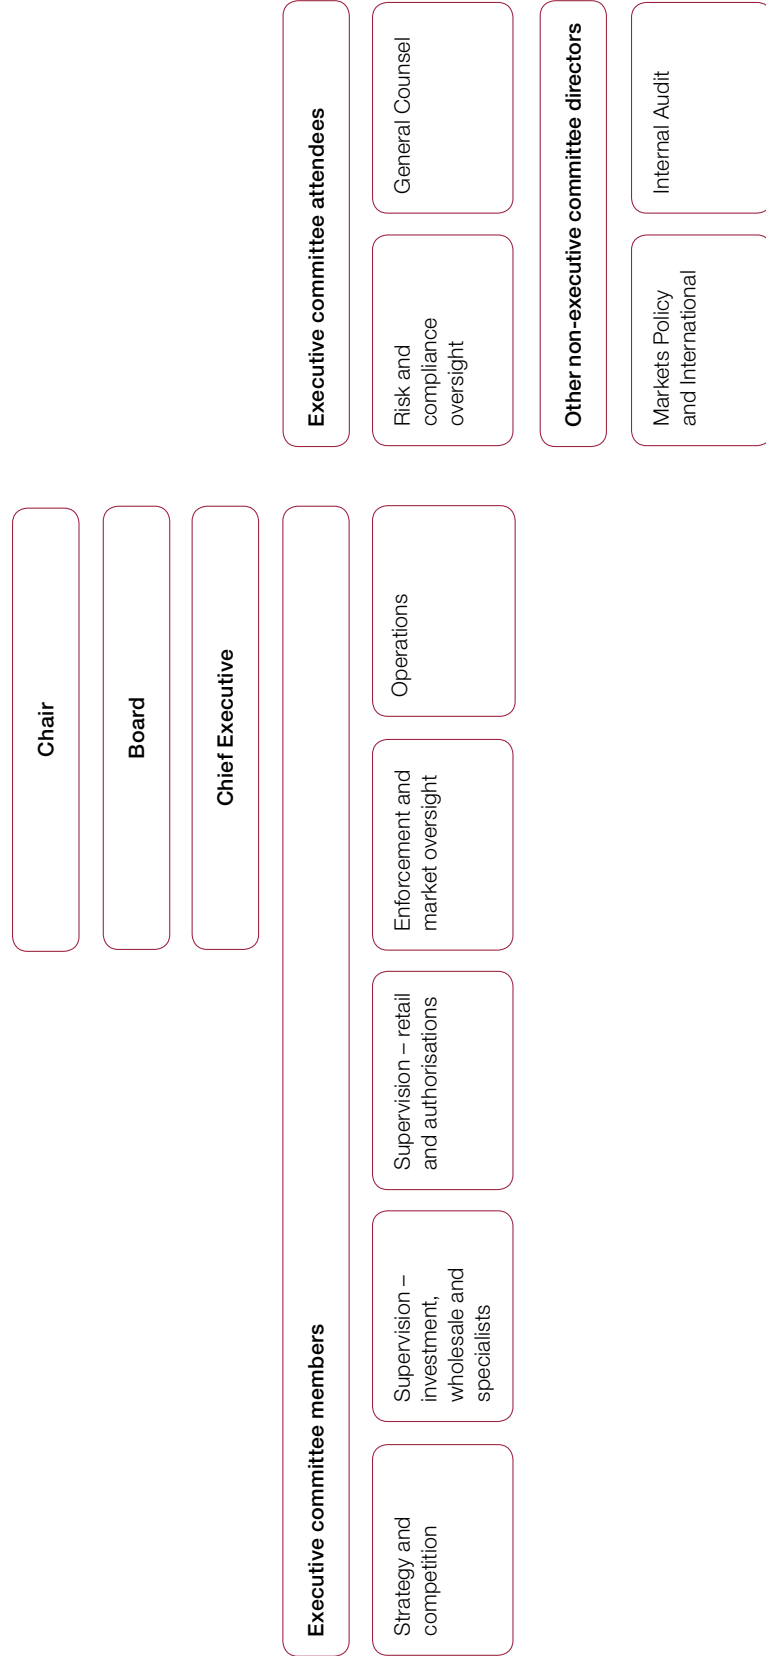 Chair
Board
Chief Executive
Executive committee members
Strategy and
competition
Supervision –
investment,
wholesale and
specialists
Supervision – retail
and authorisations
Enforcement and
market oversight
Operations
Executive committee attendees
Risk and
compliance
oversight
General Counsel
Other non-executive committee directors
Markets Policy
and International
Internal Audit